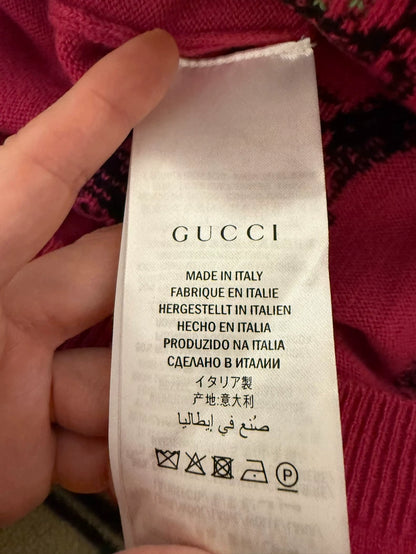 GUCCI
MADE IN ITALY
FABRIQUE EN ITALIE
HERGESTELLT IN ITALIEN
HECHO EN ITALIA
PRODUZIDO NA ITALIA
СДЕЛАНО В ИТАЛИИ
イタリア製
产地:意大利
صُنع في إيطاليا
P